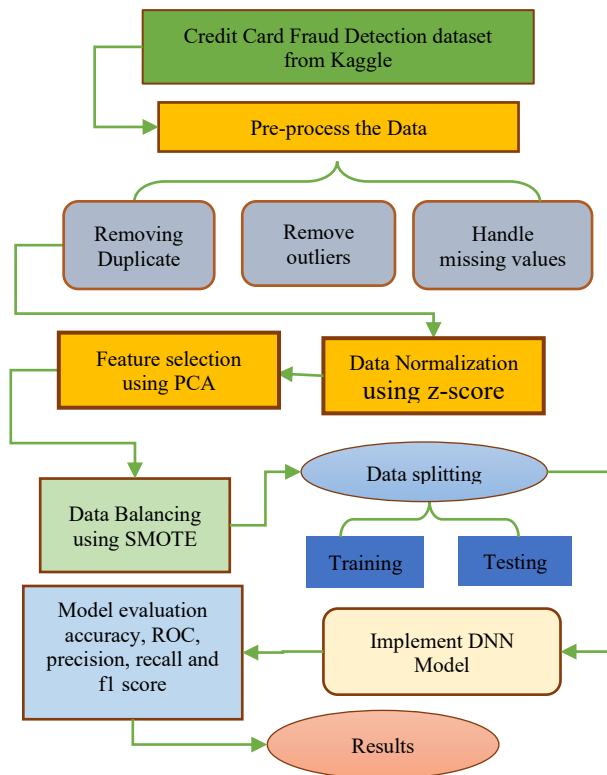 Credit Card Fraud Detection dataset
from Kaggle
Pre-process the Data
Removing
Duplicate
Remove
outliers
Handle
missing values
Feature selection
using PCA
Data Normalization
using z-score
Data Balancing
using SMOTE
Data splitting
Training
Testing
Model evaluation
accuracy, ROC,
precision, recall and
f1 score
Implement DNN
Model
Results